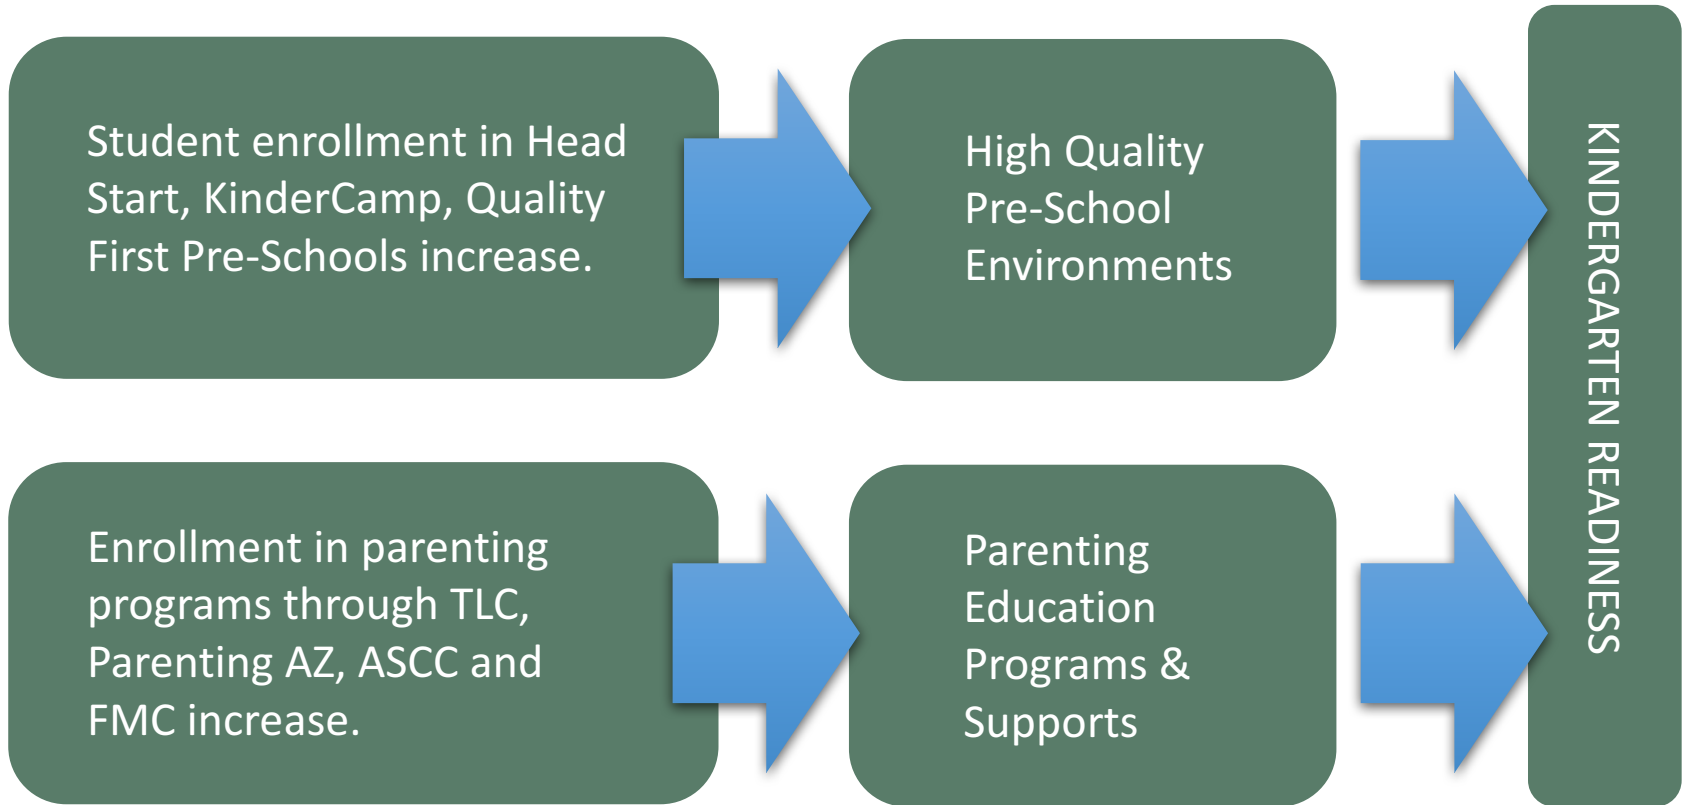 Student enrollment in Head
Start, KinderCamp, Quality
First Pre-Schools increase.
High Quality
Pre-School
Environments
Enrollment in parenting
programs through TLC,
Parenting AZ, ASCC and
FMC increase.
Parenting
Education
Programs &
Supports
KINDERGARTEN READINESS